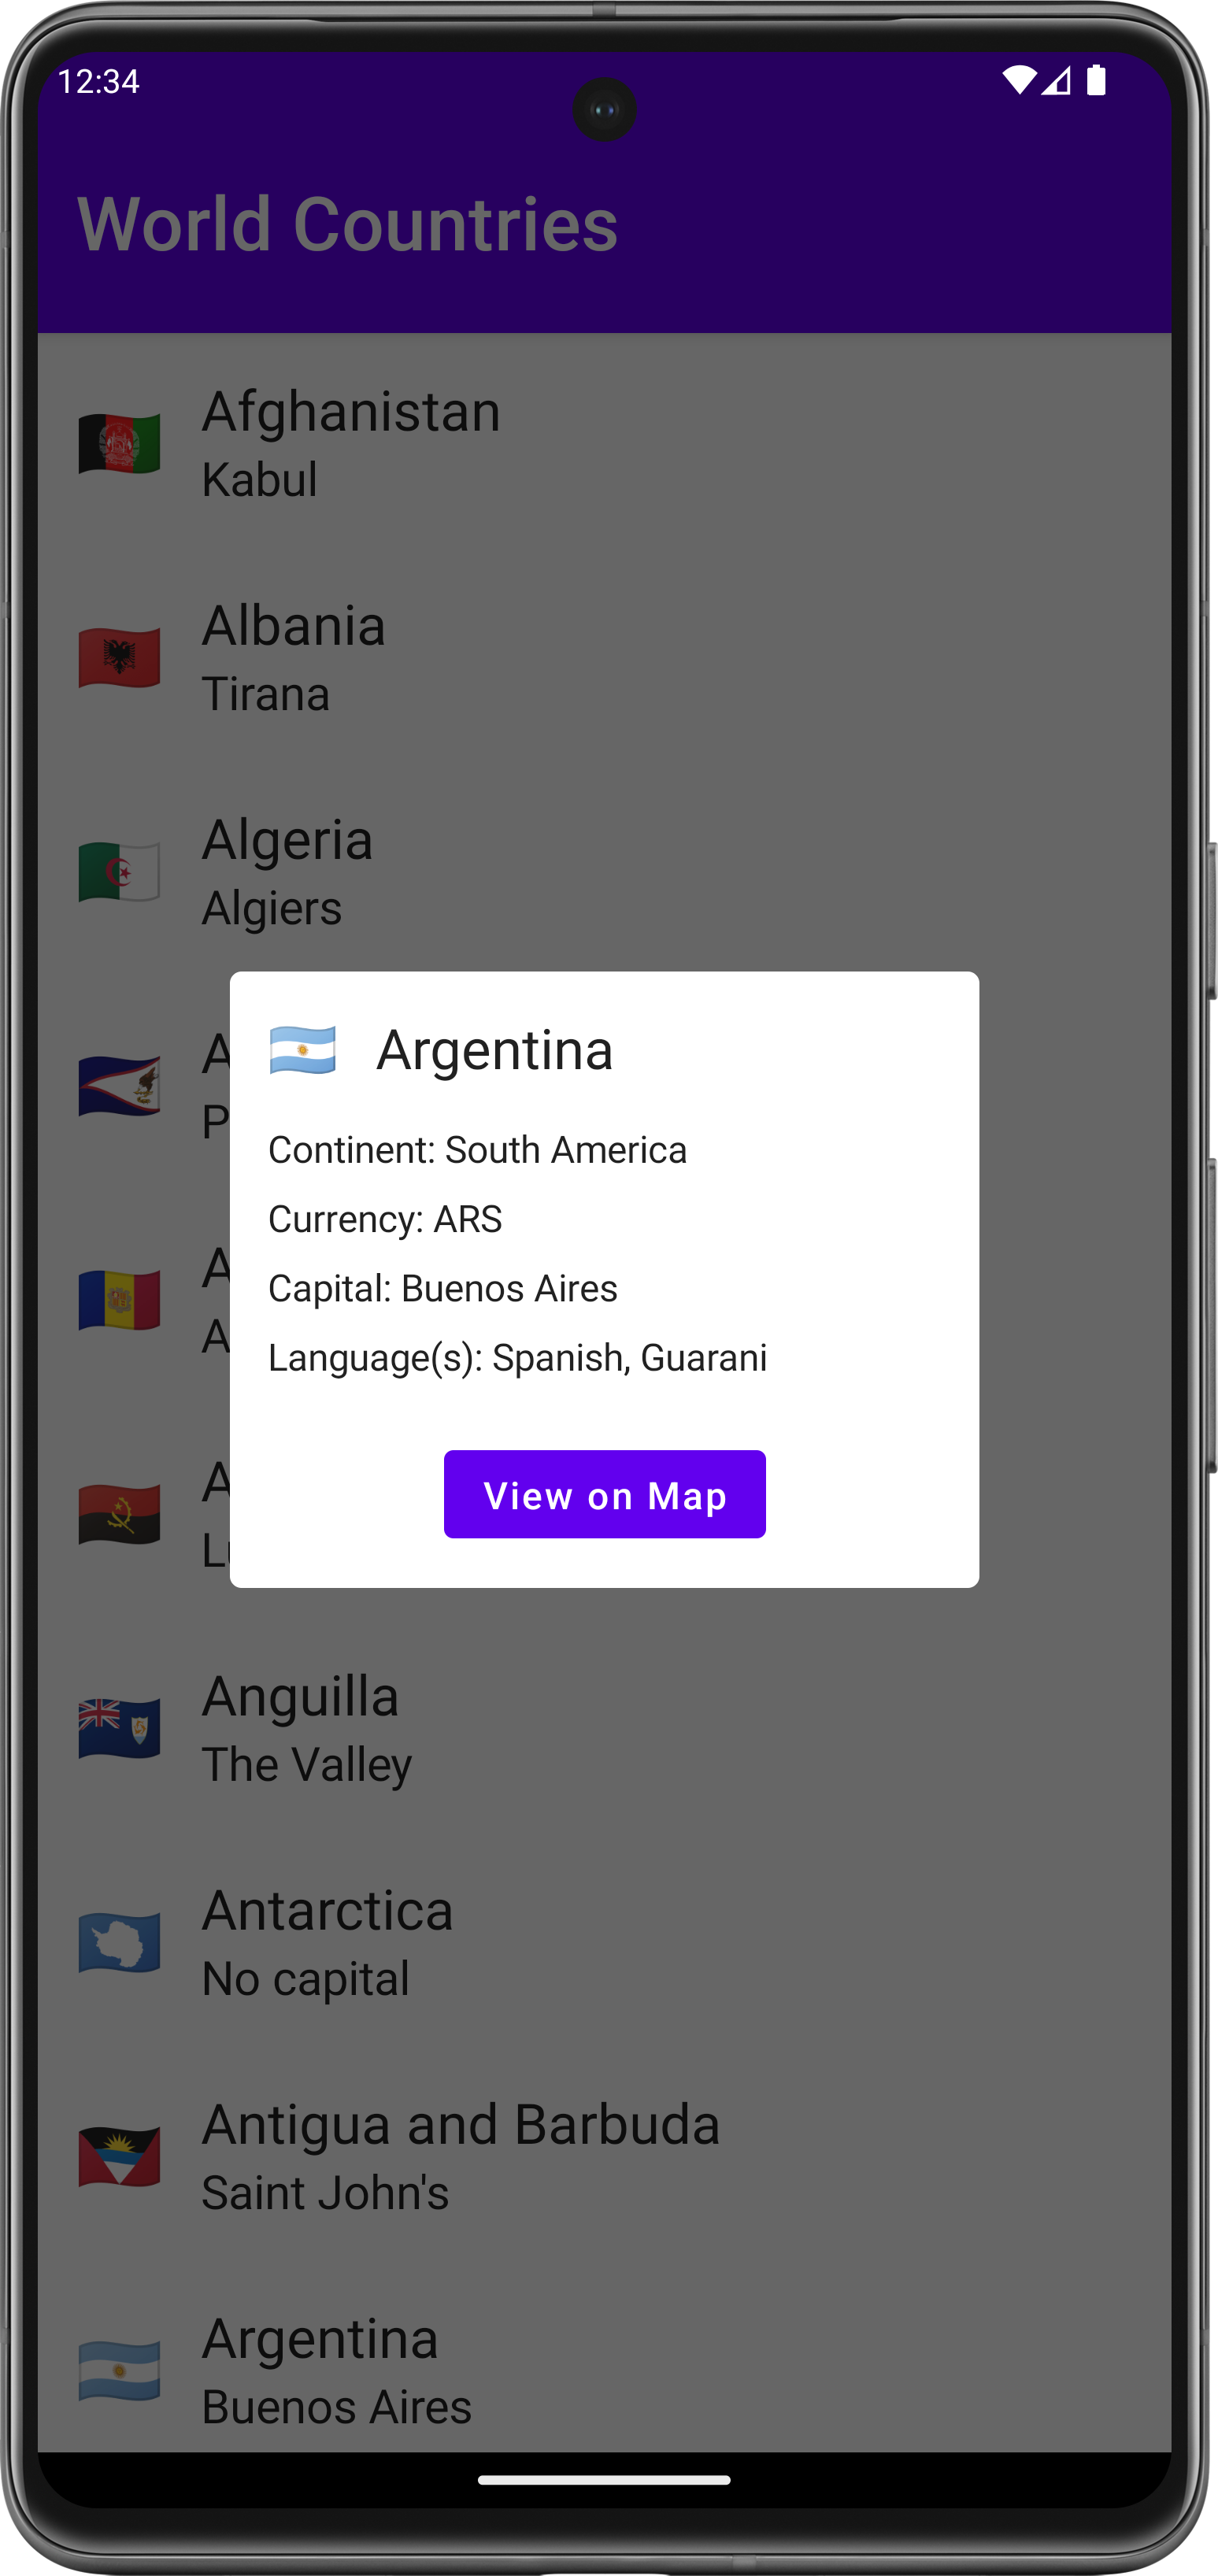 12:34
World Countries
Afghanistan
Kabul
Albania
Tirana
Algeria
Algiers
A
P
A
A
A
L
Argentina
Continent: South America
Currency: ARS
Capital: Buenos Aires
Language(s): Spanish, Guarani
View on Map
Anguilla
The Valley
Antarctica
No capital
Antigua and Barbuda
Saint John's
Argentina
Buenos Aires